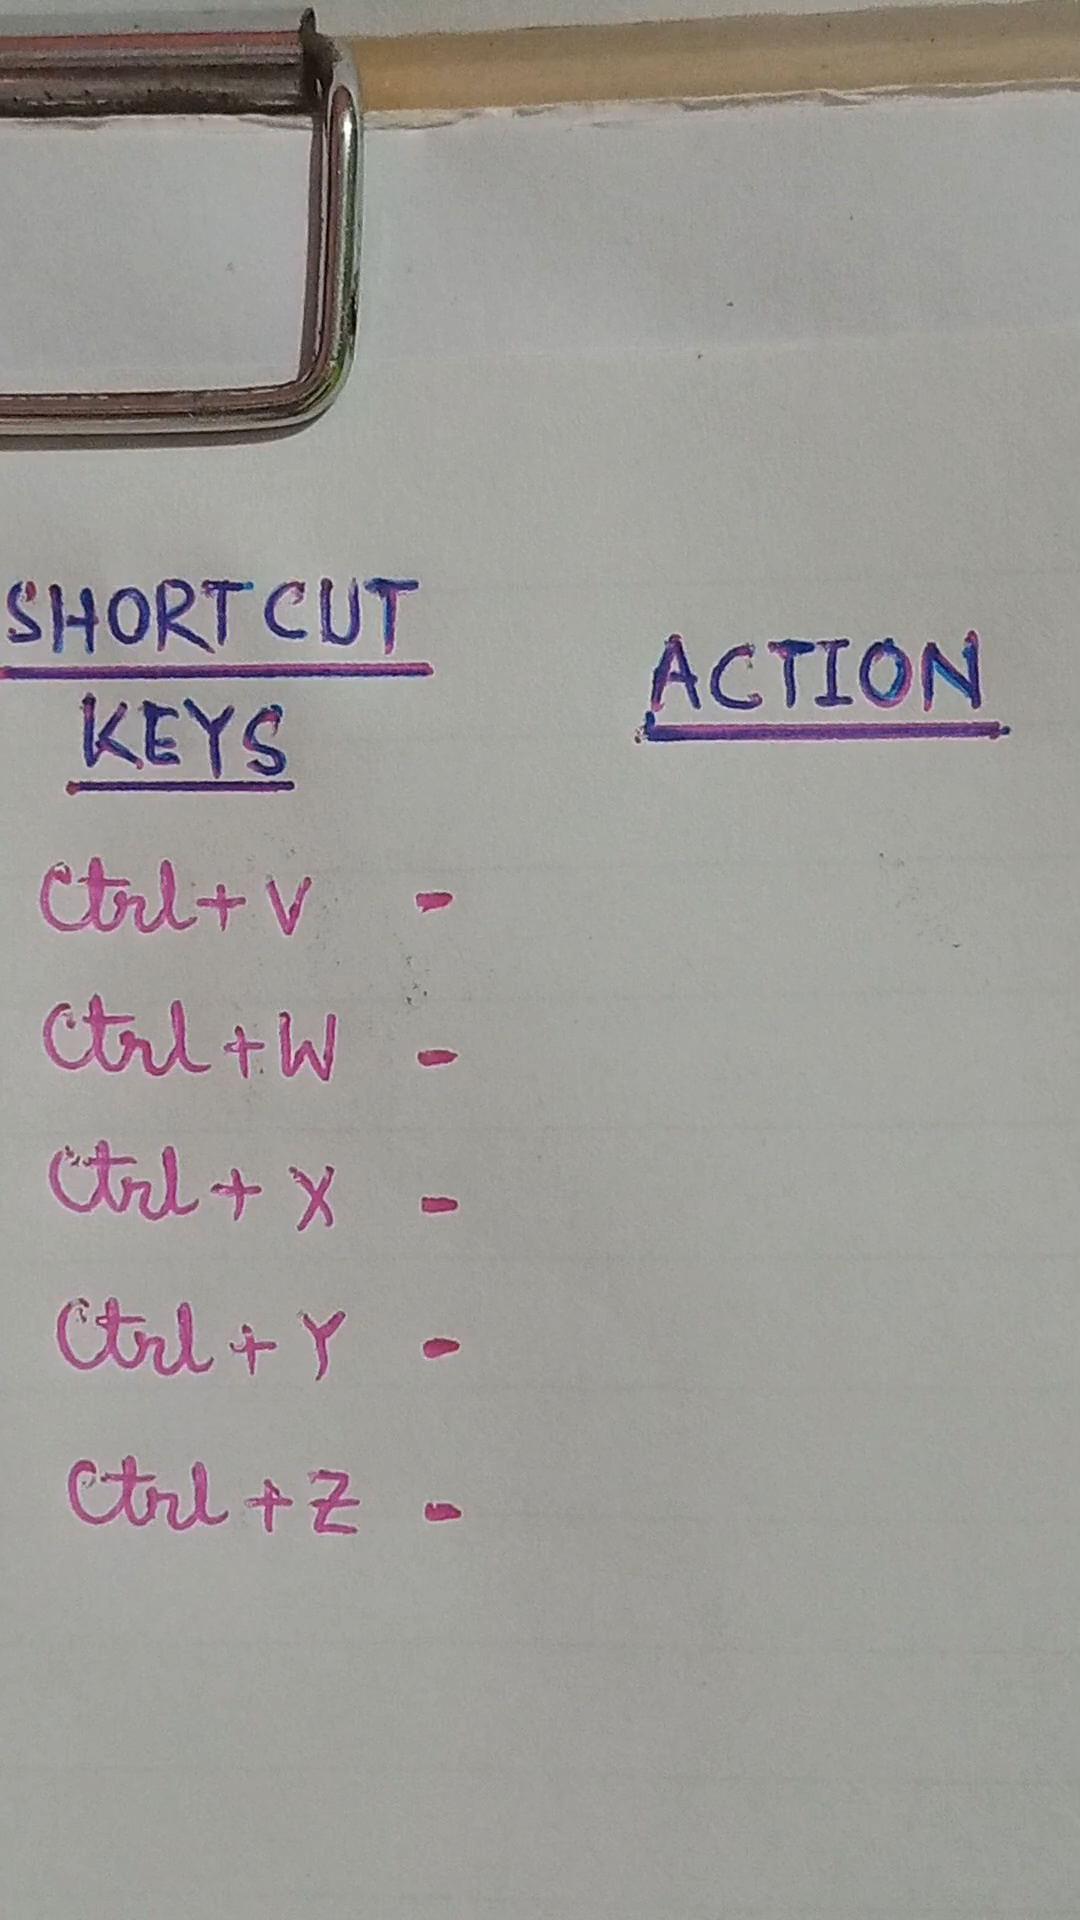 SHORTCUT
KEYS
ACTION
Ctrl + V -
Ctrl + W -
Ctrl + X -
Ctrl + Y -
Ctrl + Z -